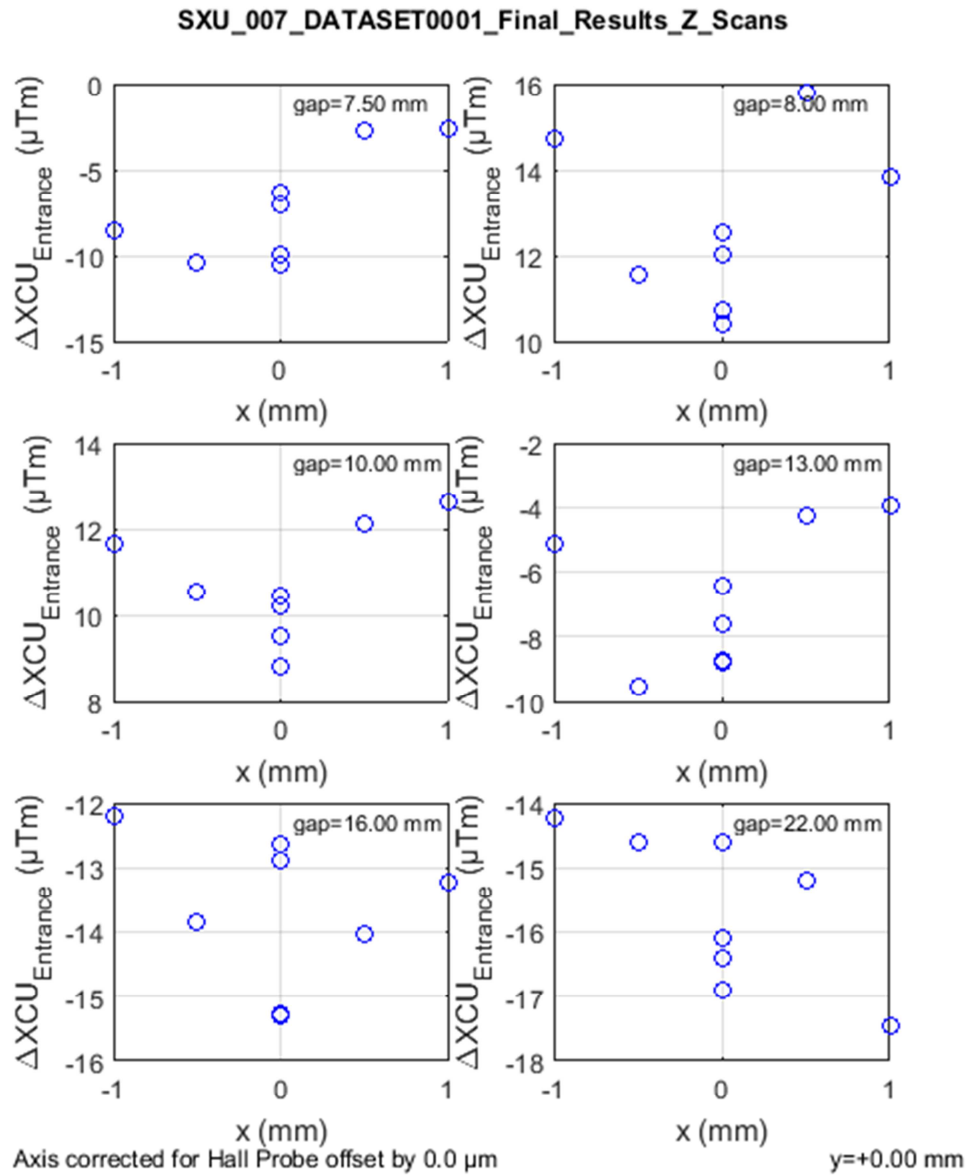 SXU_007_DATASET0001_Final_Results_Z_Scans
gap=7.50 mm
ΔXCU_Entrance (μTm)
0
-5
-10
-15
-1 0 1
x (mm)
gap=8.00 mm
ΔXCU_Entrance (μTm)
16
14
12
10
-1 0 1
x (mm)
gap=10.00 mm
ΔXCU_Entrance (μTm)
14
12
10
8
-1 0 1
x (mm)
gap=13.00 mm
ΔXCU_Entrance (μTm)
-2
-4
-6
-8
-10
-1 0 1
x (mm)
gap=16.00 mm
ΔXCU_Entrance (μTm)
-12
-13
-14
-15
-16
-1 0 1
x (mm)
gap=22.00 mm
ΔXCU_Entrance (μTm)
-14
-15
-16
-17
-18
-1 0 1
x (mm)
Axis corrected for Hall Probe offset by 0.0 μm
y=+0.00 mm